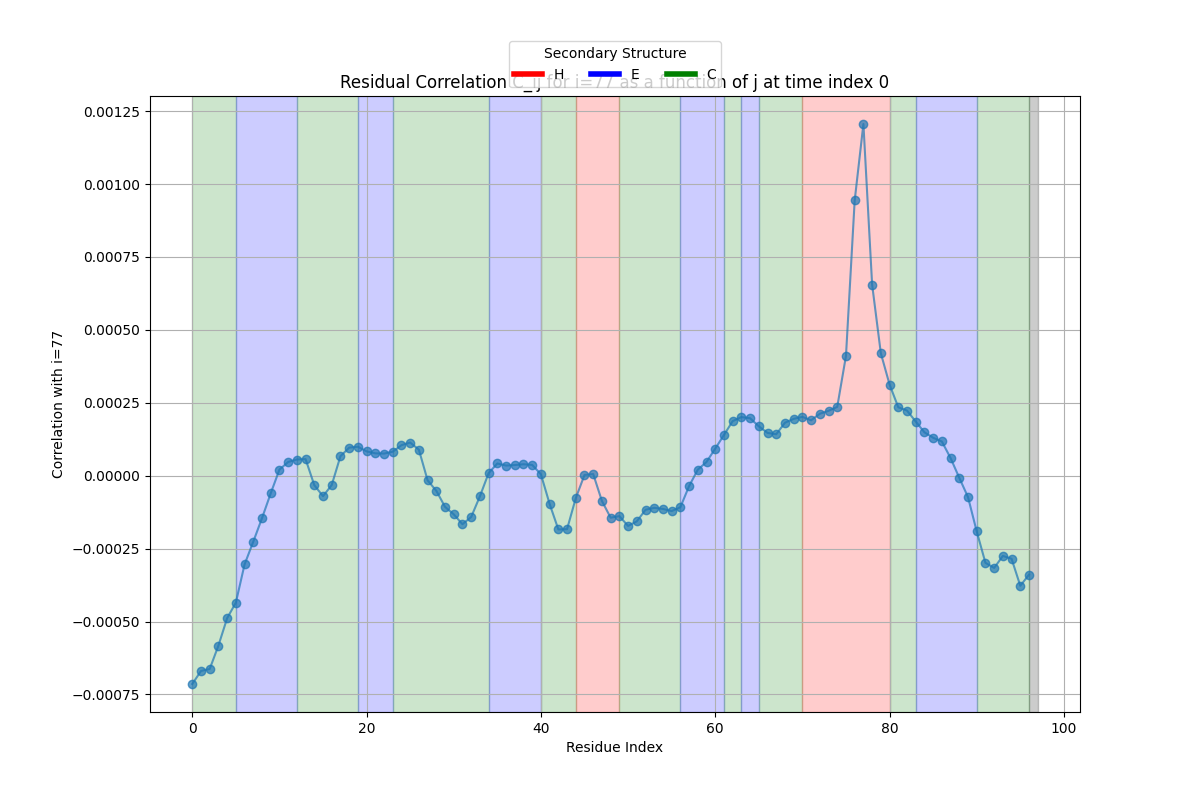 Secondary Structure
H E C
Residual Correlation C_ij for i=77 as a function of j at time index 0
Correlation with i=77
0.00125
0.00100
0.00075
0.00050
0.00025
0.00000
−0.00025
−0.00050
−0.00075
0 20 40 60 80 100
Residue Index